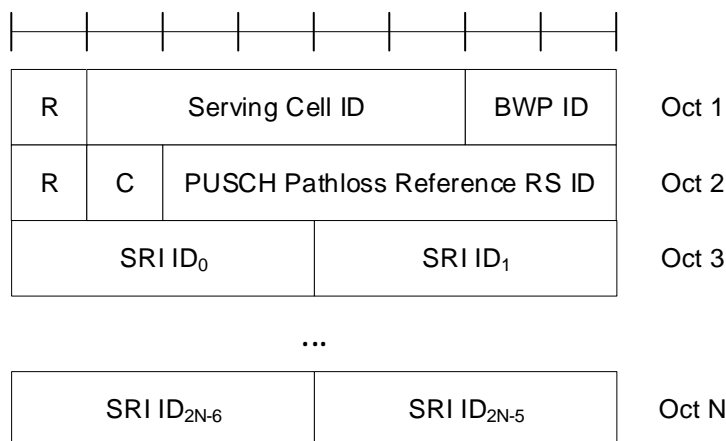 R Serving Cell ID BWP ID Oct 1
R C PUSCH Pathloss Reference RS ID Oct 2
SRI ID₀ SRI ID₁ Oct 3
...
SRI ID₂N₋₆ SRI ID₂N₋₅ Oct N